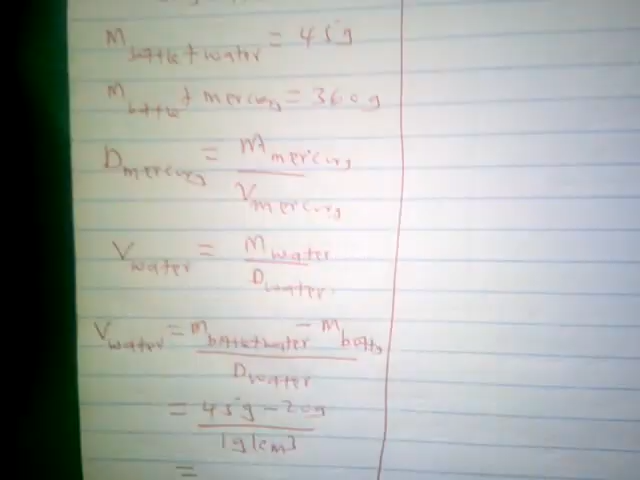 M bottle + water = 45g
M bottle + mercury = 360g
D mercury = M mercury
V mercury
V water = M water
D water
V water = M bottle+water - M bottle
D water
= 45g - 20g
1g/cm3
=